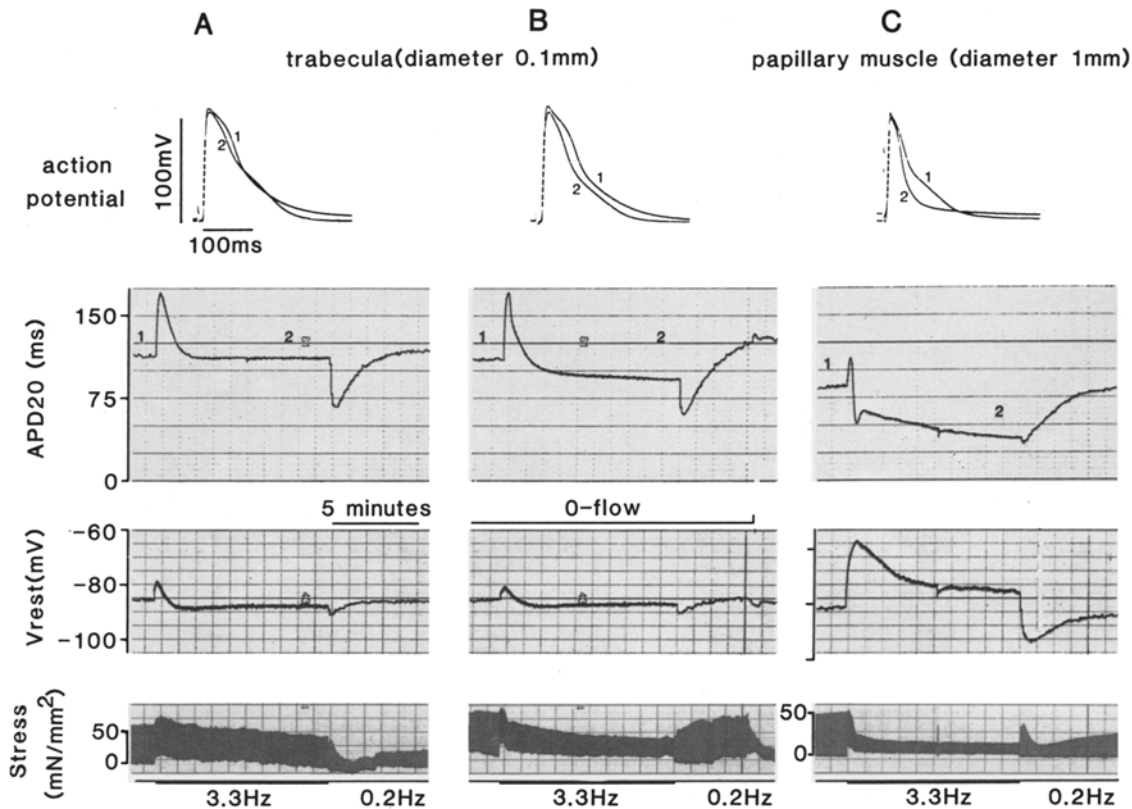 A B C
trabecula(diameter 0.1mm) papillary muscle (diameter 1mm)
action
potential
100mV
100ms
1
2
1
2
1
2
APD20 (ms)
150
75
0
1 2
1 2
1 2
5 minutes
0-flow
Vrest(mV)
-60
-80
-100
Stress
(mN/mm²)
50
0
50
0
3.3Hz 0.2Hz 3.3Hz 0.2Hz 3.3Hz 0.2Hz